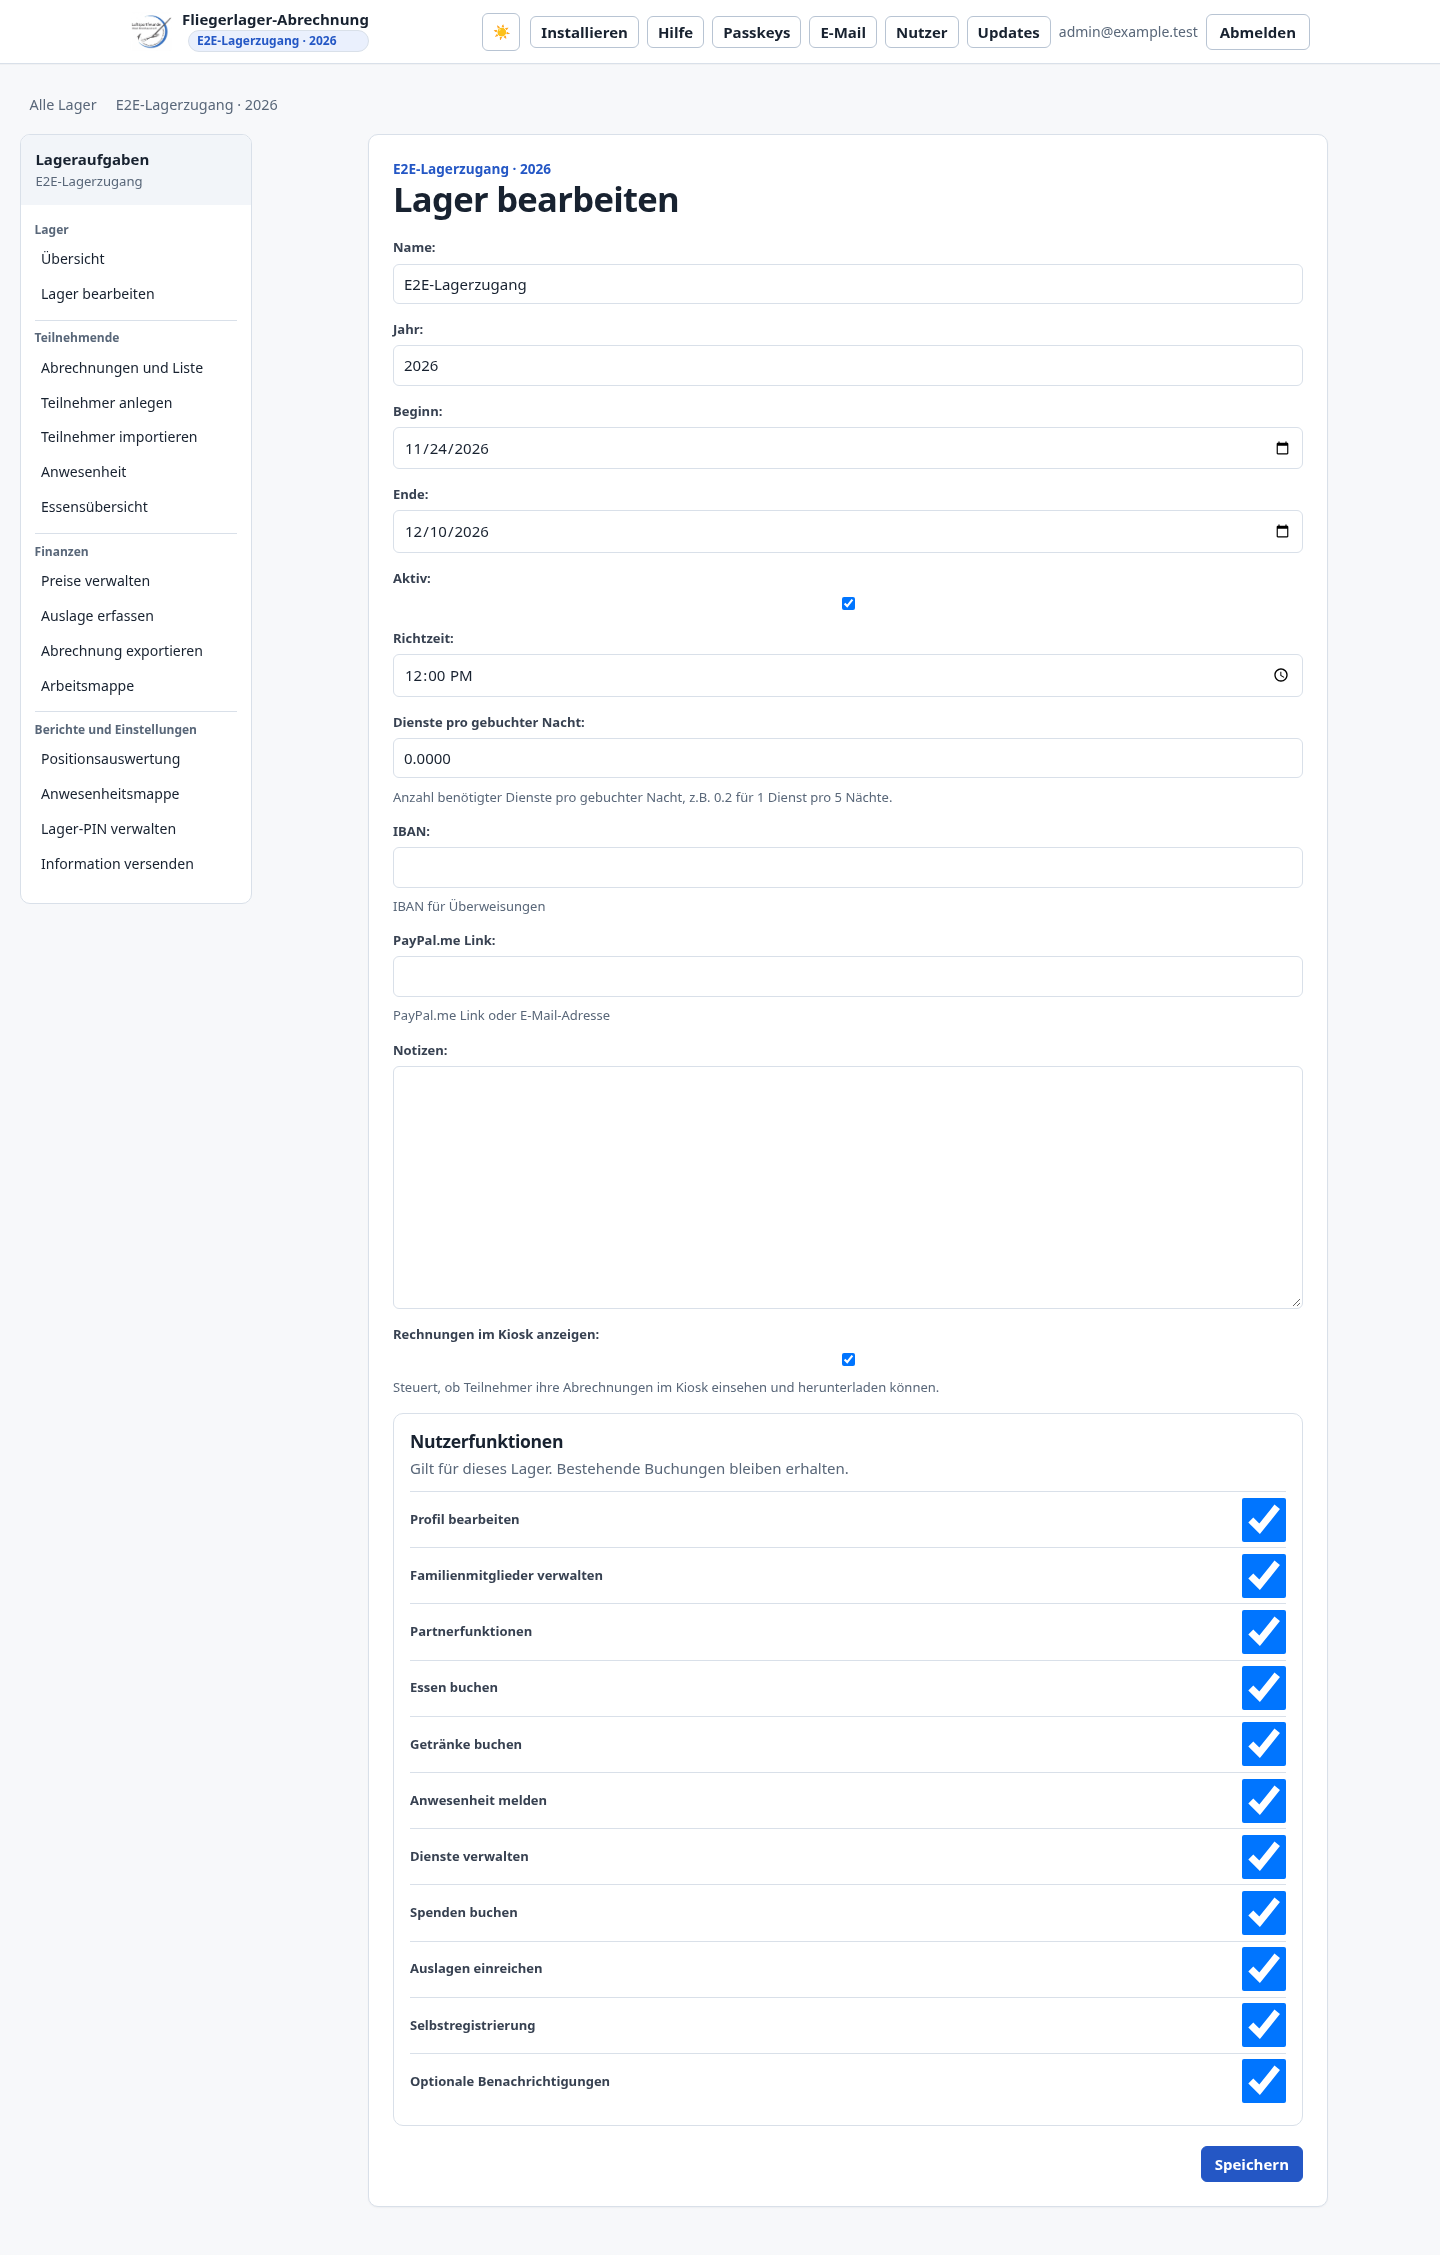 Fliegerlager-Abrechnung
E2E-Lagerzugang · 2026
Installieren
Hilfe
Passkeys
E-Mail
Nutzer
Updates
admin@example.test
Abmelden
Alle Lager
E2E-Lagerzugang · 2026
Lageraufgaben
E2E-Lagerzugang
Lager
Übersicht
Lager bearbeiten
Teilnehmende
Abrechnungen und Liste
Teilnehmer anlegen
Teilnehmer importieren
Anwesenheit
Essensübersicht
Finanzen
Preise verwalten
Auslage erfassen
Abrechnung exportieren
Arbeitsmappe
Berichte und Einstellungen
Positionsauswertung
Anwesenheitsmappe
Lager-PIN verwalten
Information versenden
E2E-Lagerzugang · 2026
Lager bearbeiten
Name:
E2E-Lagerzugang
Jahr:
2026
Beginn:
11/24/2026
Ende:
12/10/2026
Aktiv:
Richtzeit:
12:00 PM
Dienste pro gebuchter Nacht:
0.0000
Anzahl benötigter Dienste pro gebuchter Nacht, z.B. 0.2 für 1 Dienst pro 5 Nächte.
IBAN:
IBAN für Überweisungen
PayPal.me Link:
PayPal.me Link oder E-Mail-Adresse
Notizen:
Rechnungen im Kiosk anzeigen:
Steuert, ob Teilnehmer ihre Abrechnungen im Kiosk einsehen und herunterladen können.
Nutzerfunktionen
Gilt für dieses Lager. Bestehende Buchungen bleiben erhalten.
Profil bearbeiten
Familienmitglieder verwalten
Partnerfunktionen
Essen buchen
Getränke buchen
Anwesenheit melden
Dienste verwalten
Spenden buchen
Auslagen einreichen
Selbstregistrierung
Optionale Benachrichtigungen
Speichern